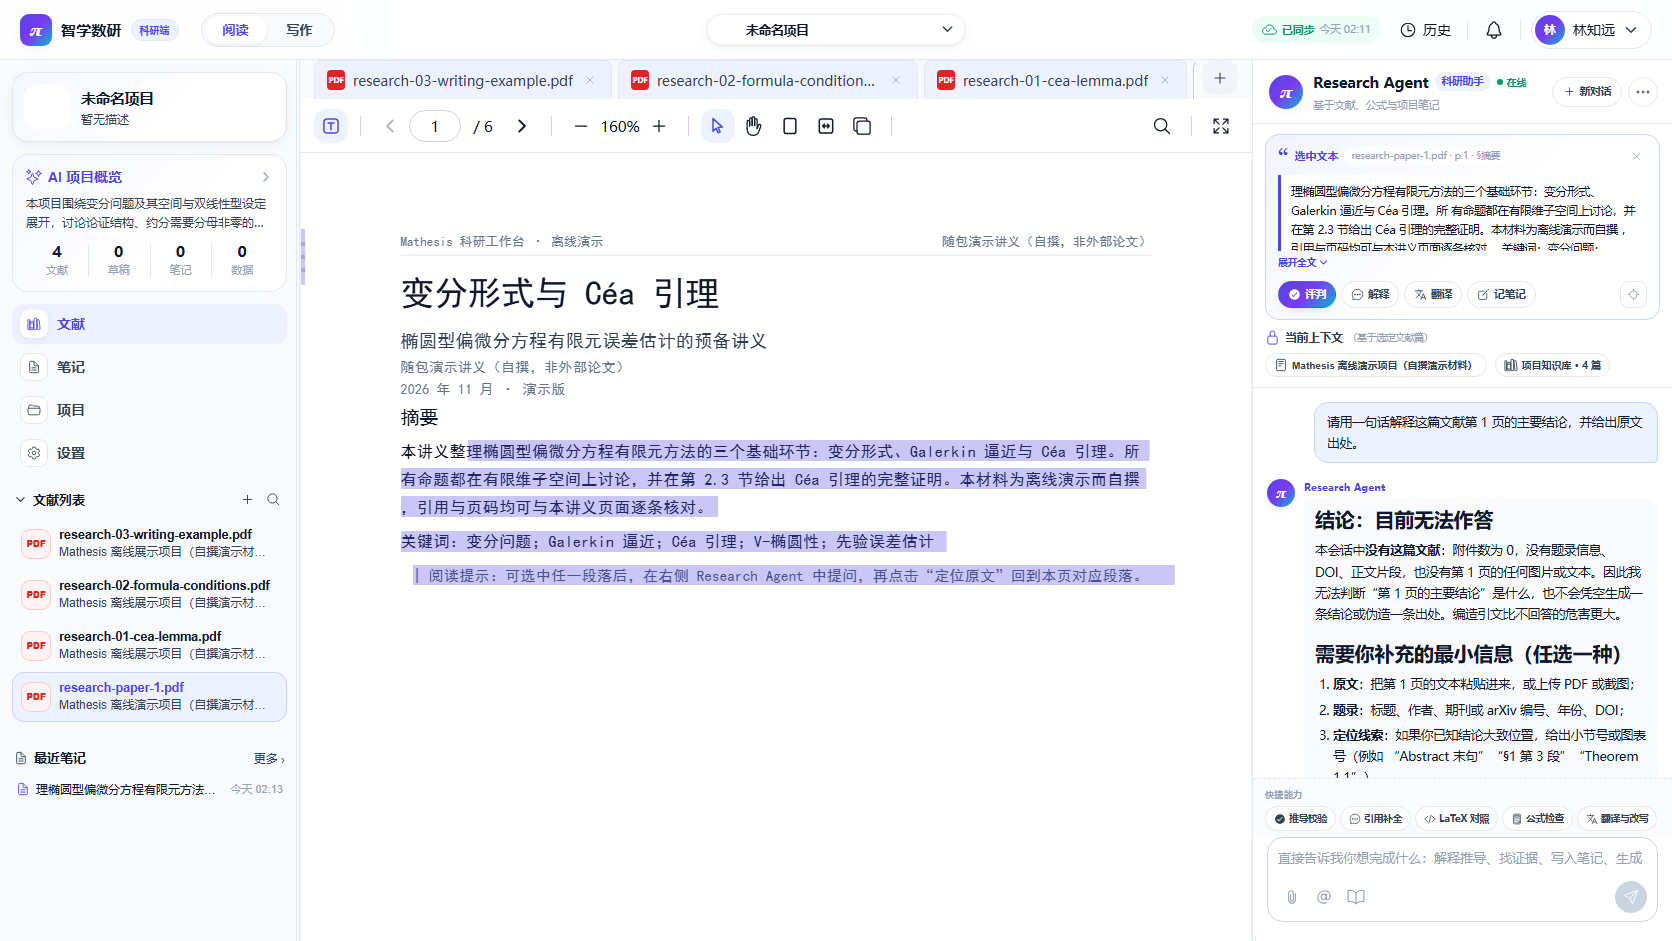 π 智学数研 科研端 阅读 写作
未命名项目
已同步 今天 02:11 历史 林 林知远
未命名项目
暂无描述
AI 项目概览
本项目围绕变分问题及其空间与双线性型设定
展开，讨论论证结构、约分需要分母非零的...
4 0 0 0
文献 草稿 笔记 数据
文献
笔记
项目
设置
文献列表
PDF research-03-writing-example.pdf
Mathesis 离线展示项目（自撰演示材...
PDF research-02-formula-conditions.pdf
Mathesis 离线展示项目（自撰演示材...
PDF research-01-cea-lemma.pdf
Mathesis 离线展示项目（自撰演示材...
PDF research-paper-1.pdf
Mathesis 离线展示项目（自撰演示材...
最近笔记 更多 ›
理椭圆型偏微分方程有限元方法... 今天 02:13
PDF research-03-writing-example.pdf × PDF research-02-formula-condition... × PDF research-01-cea-lemma.pdf × +
T 1 / 6 160%
Mathesis 科研工作台 · 离线演示 随包演示讲义（自撰，非外部论文）
变分形式与 Céa 引理
椭圆型偏微分方程有限元误差估计的预备讲义
随包演示讲义（自撰，非外部论文）
2026 年 11 月 · 演示版
摘要
本讲义整理椭圆型偏微分方程有限元方法的三个基础环节：变分形式、Galerkin 逼近与 Céa 引理。所
有命题都在有限维子空间上讨论，并在第 2.3 节给出 Céa 引理的完整证明。本材料为离线演示而自撰
，引用与页码均可与本讲义页面逐条核对。
关键词：变分问题；Galerkin 逼近；Céa 引理；V-椭圆性；先验误差估计
| 阅读提示：可选中任一段落后，在右侧 Research Agent 中提问，再点击“定位原文”回到本页对应段落。
π Research Agent 科研助手 在线
基于文献、公式与项目笔记
+ 新对话
选中文本 research-paper-1.pdf · p.1 · §摘要
理椭圆型偏微分方程有限元方法的三个基础环节：变分形式、
Galerkin 逼近与 Céa 引理。所 有命题都在有限维子空间上讨论，并
在第 2.3 节给出 Céa 引理的完整证明。本材料为离线演示而自撰 ，
引用与页码均可与本讲义页面逐条核对。 关键词：变分问题；
展开全文
评判 解释 翻译 记笔记
当前上下文 （基于选定文献篇）
Mathesis 离线演示项目（自撰演示材料） 项目知识库 • 4 篇
请用一句话解释这篇文献第 1 页的主要结论，并给出原文
出处。
π Research Agent
结论：目前无法作答
本会话中没有这篇文献：附件数为 0，没有题录信息、
DOI、正文片段，也没有第 1 页的任何图片或文本。因此我
无法判断“第 1 页的主要结论”是什么，也不会凭空生成一
条结论或伪造一条出处。编造引文比不回答的危害更大。
需要你补充的最小信息（任选一种）
1. 原文：把第 1 页的文本粘贴进来，或上传 PDF 或截图；
2. 题录：标题、作者、期刊或 arXiv 编号、年份、DOI；
3. 定位线索：如果你已知结论大致位置，给出小节号或图表
号（例如 “Abstract 末句” “§1 第 3 段” “Theorem
1.1”）
快捷能力
推导校验 引用补全 LaTeX 对照 公式检查 翻译与改写
直接告诉我你想完成什么：解释推导、找证据、写入笔记、生成